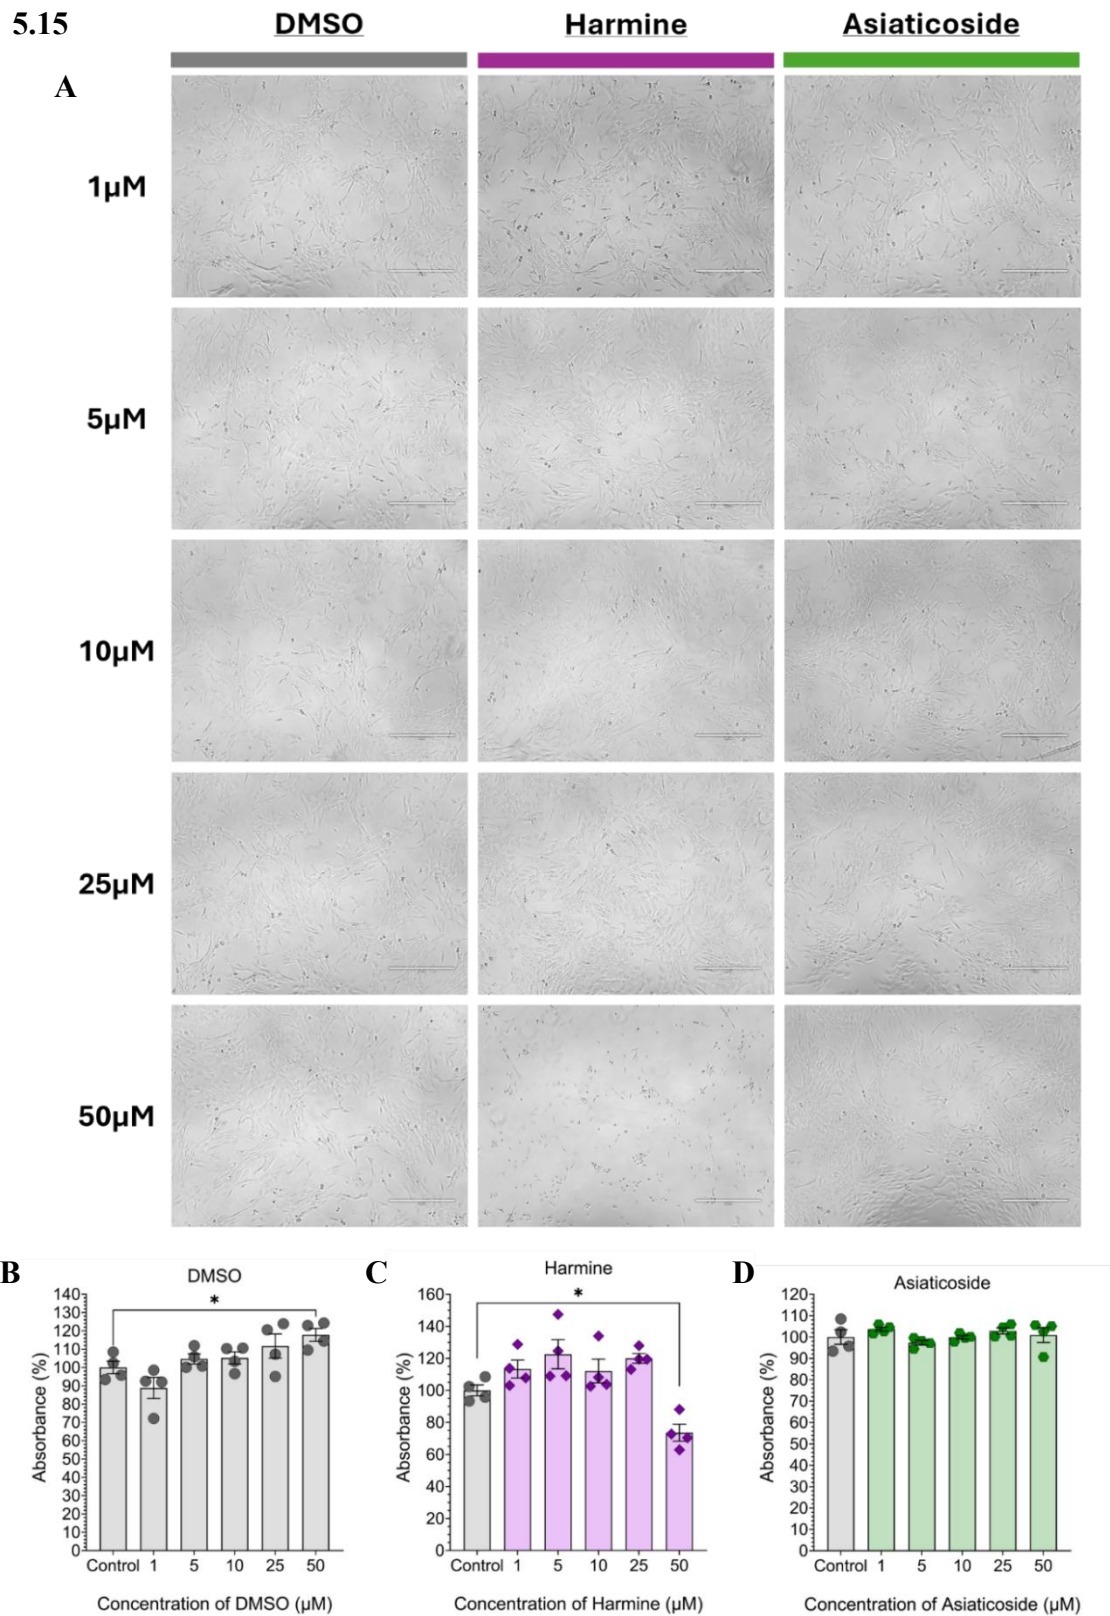 5.15
DMSO Harmine Asiaticoside
A
1µM
5µM
10µM
25µM
50µM
B
DMSO
*
140
130
120
110
100
90
80
70
60
50
40
30
20
10
0
Absorbance (%)
Control 1 5 10 25 50
Concentration of DMSO (µM)
C
Harmine
*
160
140
120
100
80
60
40
20
0
Absorbance (%)
Control 1 5 10 25 50
Concentration of Harmine (µM)
D
Asiaticoside
120
110
100
90
80
70
60
50
40
30
20
10
0
Absorbance (%)
Control 1 5 10 25 50
Concentration of Asiaticoside (µM)